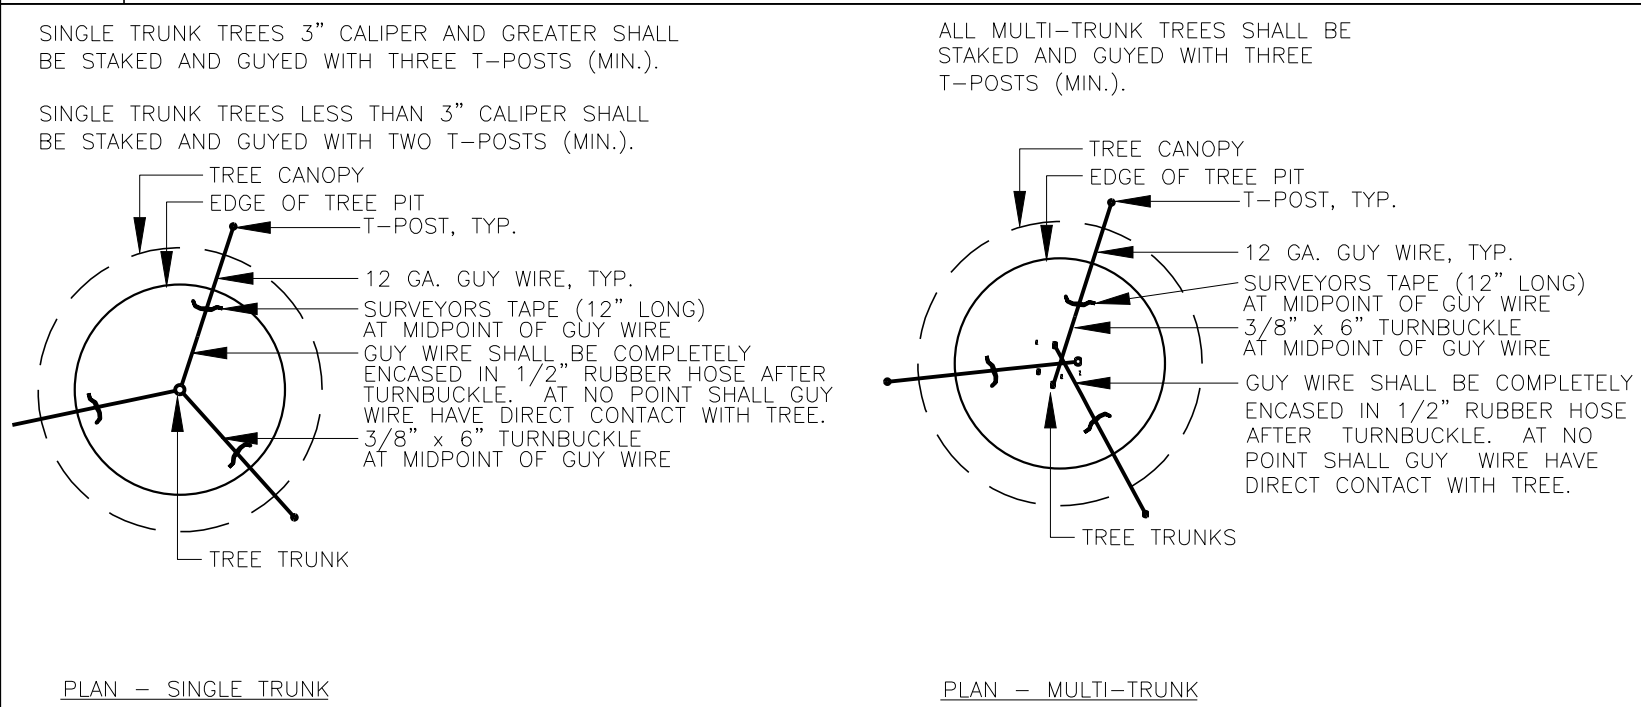 SINGLE TRUNK TREES 3” CALIPER AND GREATER SHALL
BE STAKED AND GUYED WITH THREE T-POSTS (MIN.).
SINGLE TRUNK TREES LESS THAN 3” CALIPER SHALL
BE STAKED AND GUYED WITH TWO T-POSTS (MIN.).
TREE CANOPY
EDGE OF TREE PIT
T-POST, TYP.
12 GA. GUY WIRE, TYP.
SURVEYORS TAPE (12” LONG)
AT MIDPOINT OF GUY WIRE
GUY WIRE SHALL BE COMPLETELY
ENCASED IN 1/2” RUBBER HOSE AFTER
TURNBUCKLE. AT NO POINT SHALL GUY
WIRE HAVE DIRECT CONTACT WITH TREE.
3/8” x 6” TURNBUCKLE
AT MIDPOINT OF GUY WIRE
TREE TRUNK
PLAN - SINGLE TRUNK
ALL MULTI-TRUNK TREES SHALL BE
STAKED AND GUYED WITH THREE
T-POSTS (MIN.).
TREE CANOPY
EDGE OF TREE PIT
T-POST, TYP.
12 GA. GUY WIRE, TYP.
SURVEYORS TAPE (12” LONG)
AT MIDPOINT OF GUY WIRE
3/8” x 6” TURNBUCKLE
AT MIDPOINT OF GUY WIRE
GUY WIRE SHALL BE COMPLETELY
ENCASED IN 1/2” RUBBER HOSE
AFTER TURNBUCKLE. AT NO
POINT SHALL GUY WIRE HAVE
DIRECT CONTACT WITH TREE.
TREE TRUNKS
PLAN - MULTI-TRUNK